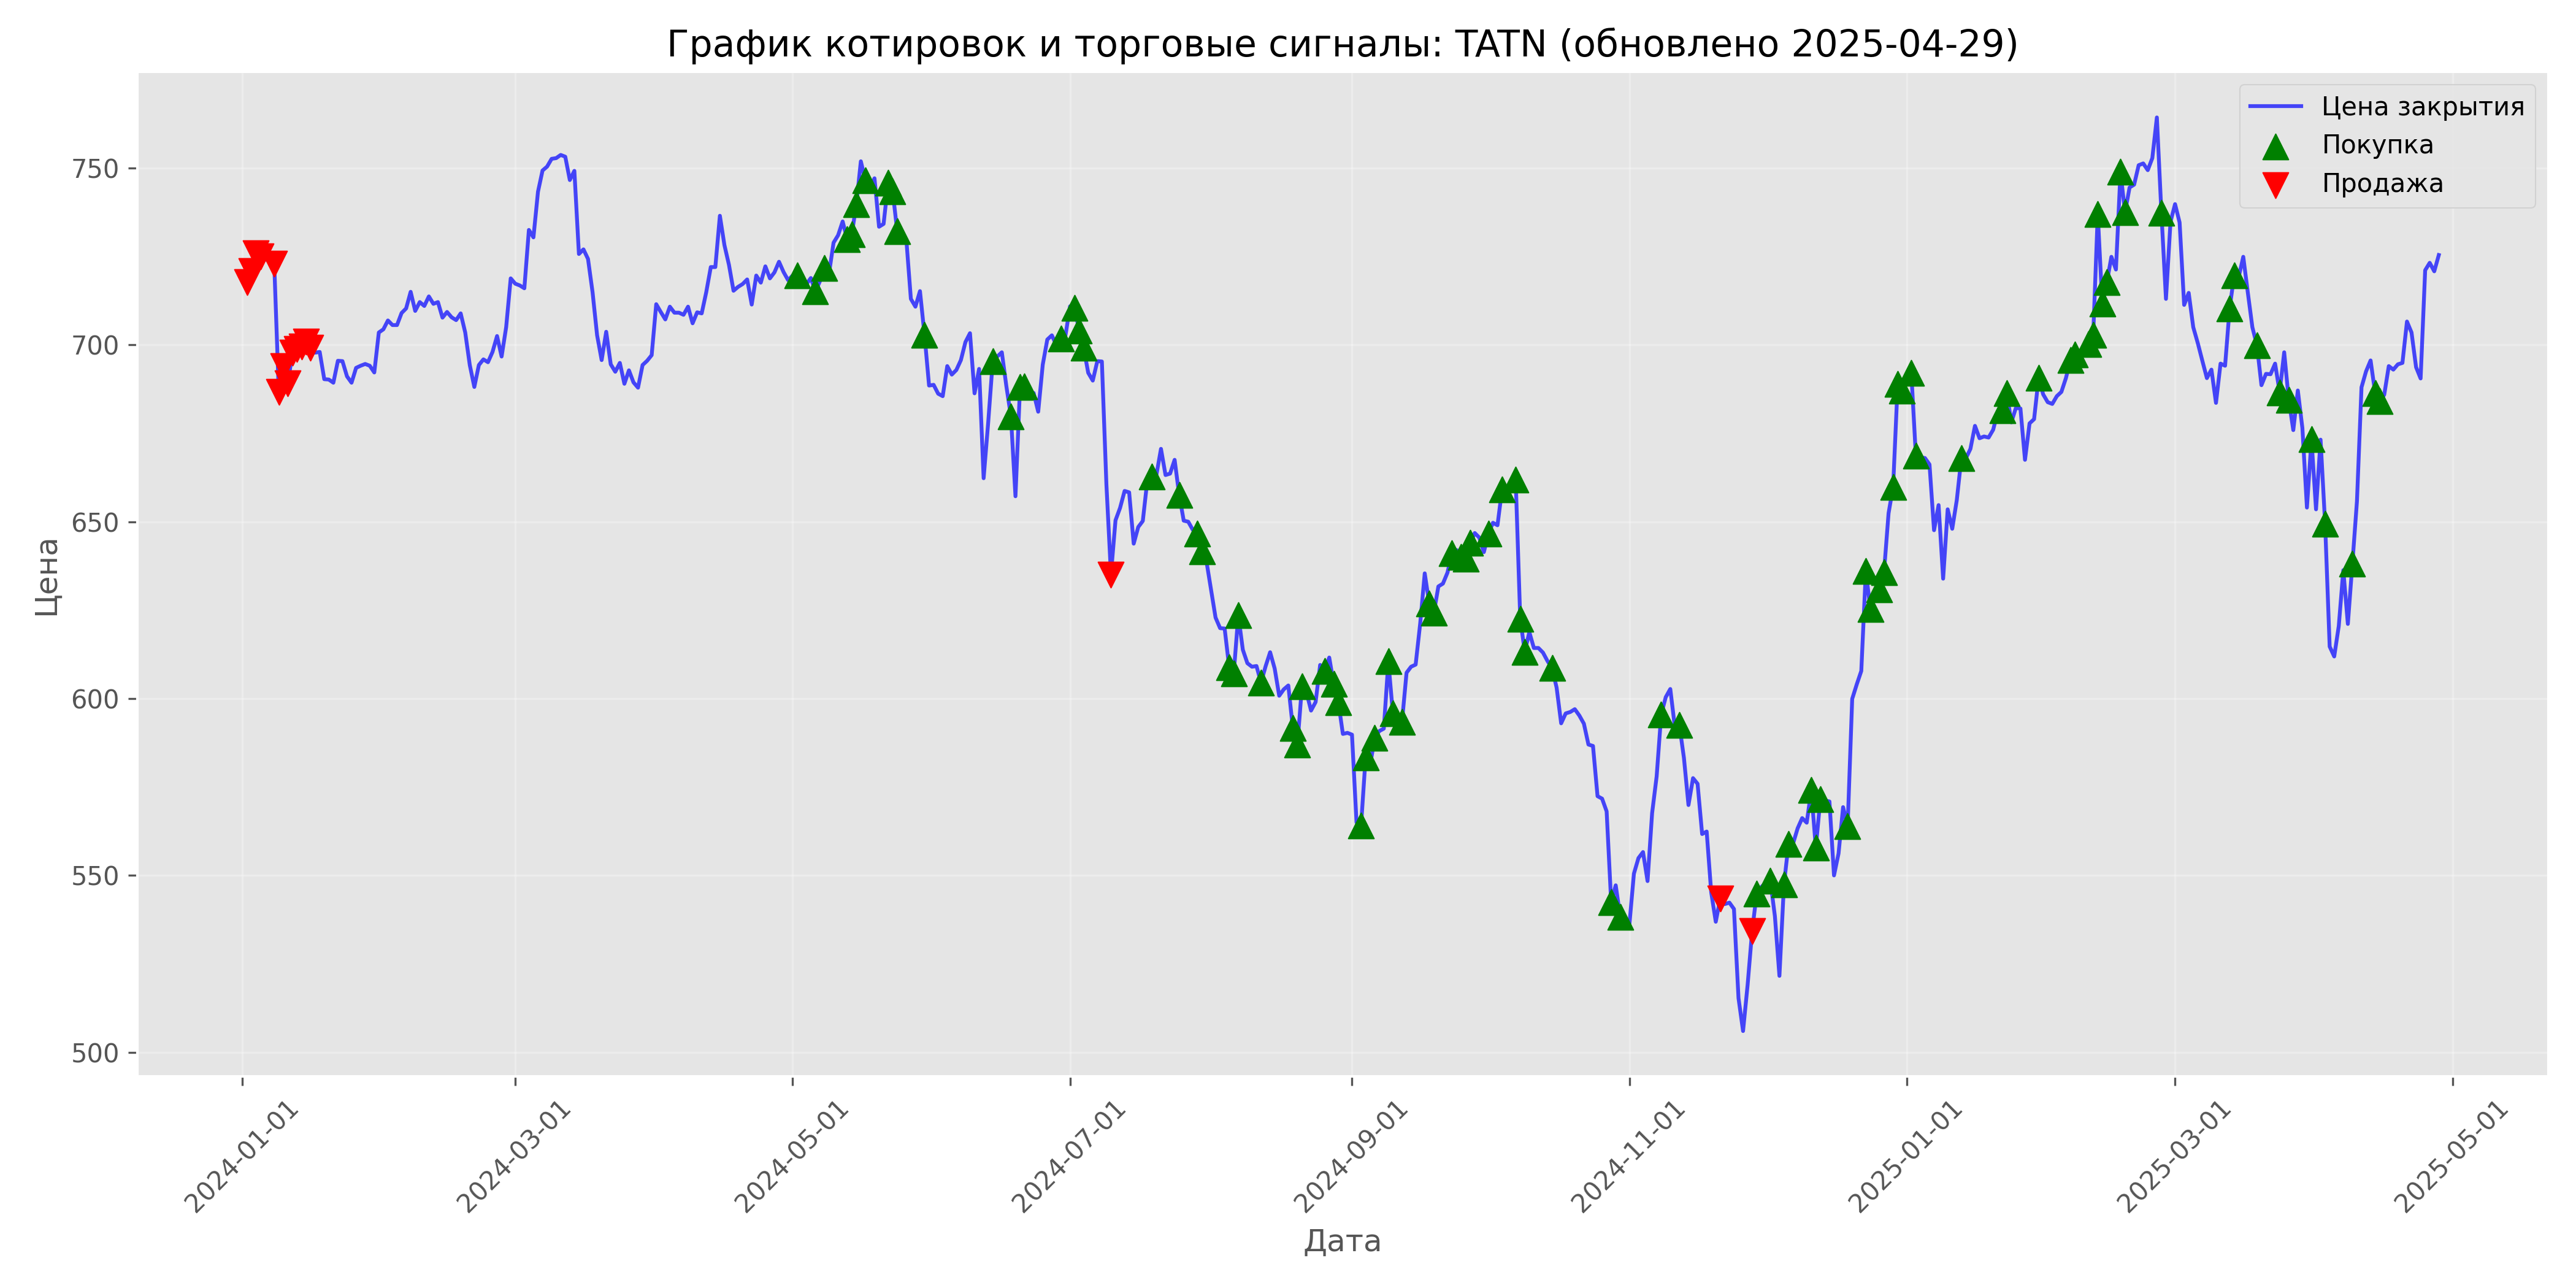 График котировок и торговые сигналы: TATN (обновлено 2025-04-29)
Цена закрытия
Покупка
Продажа
750
700
650
600
550
500
Цена
2024-01-01
2024-03-01
2024-05-01
2024-07-01
2024-09-01
2024-11-01
2025-01-01
2025-03-01
2025-05-01
Дата